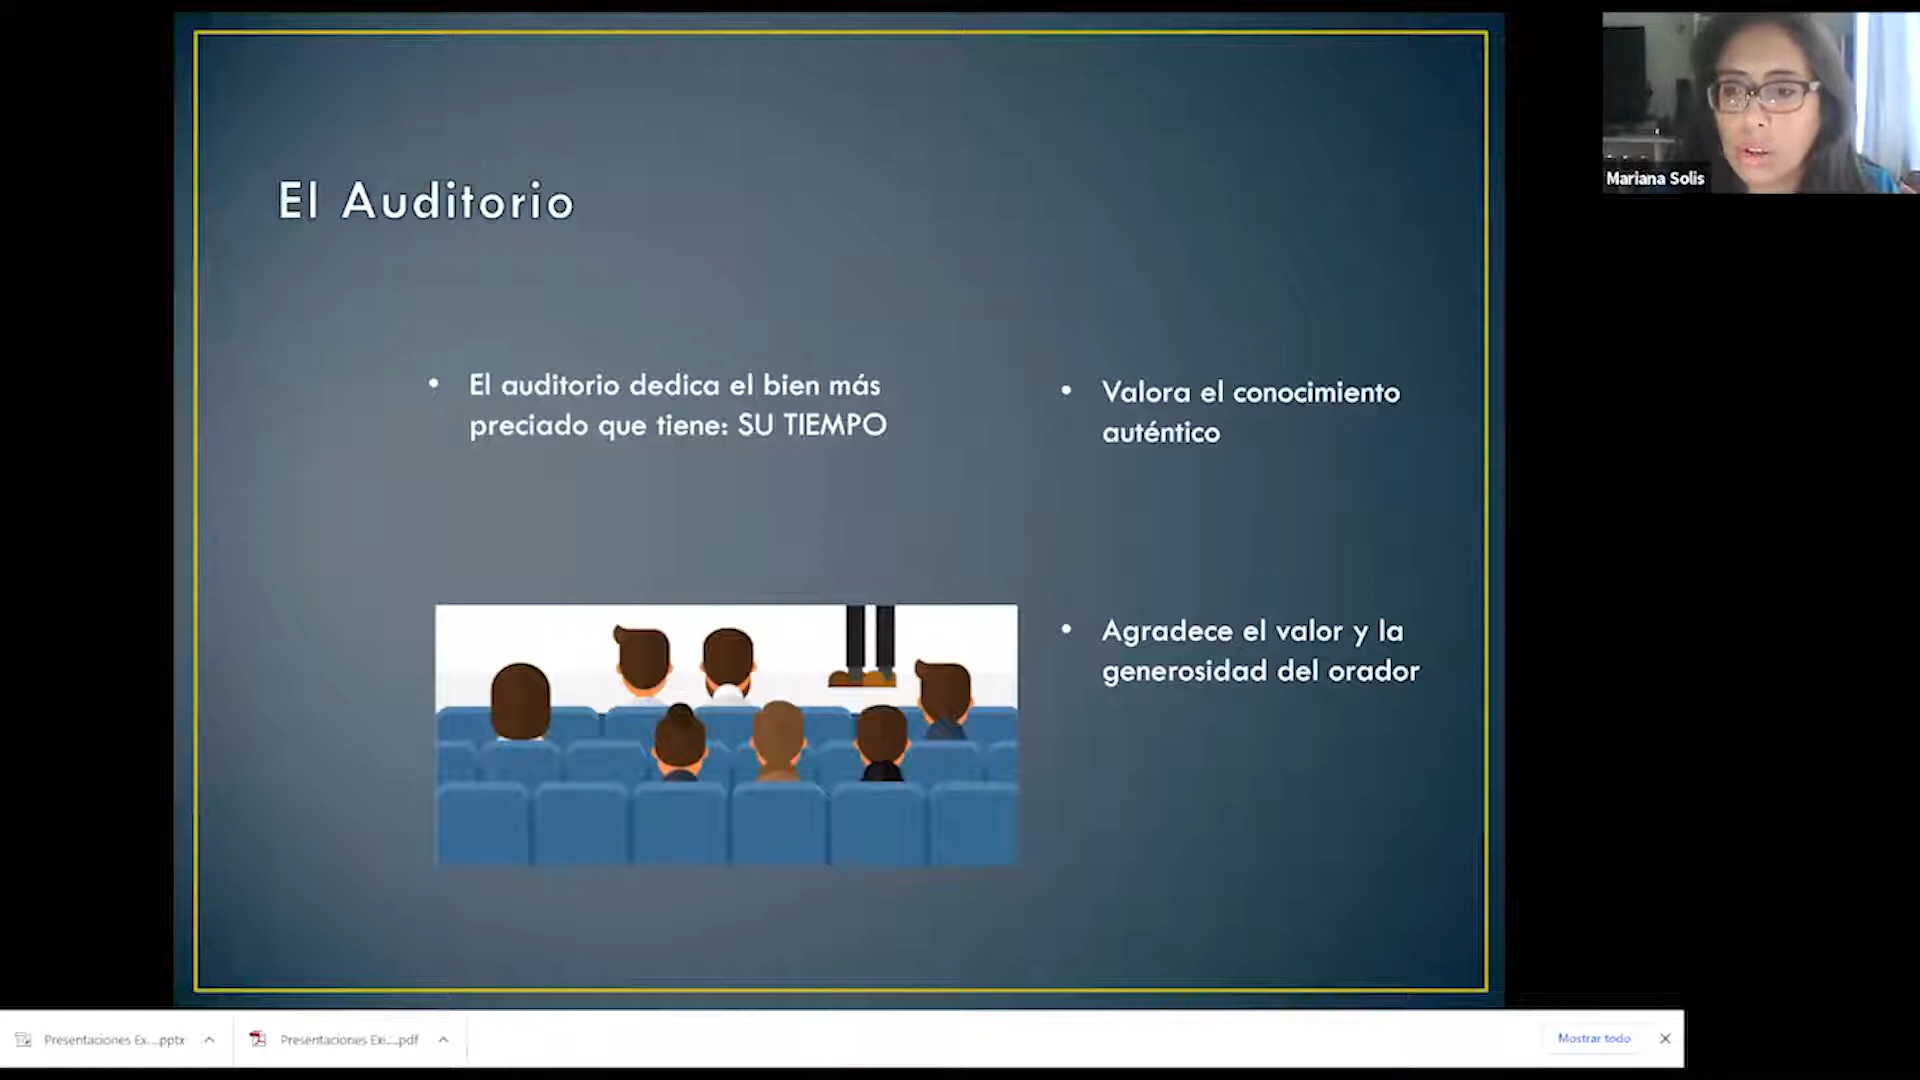 El Auditorio
• El auditorio dedica el bien más
preciado que tiene: SU TIEMPO
• Valora el conocimiento
auténtico
• Agradece el valor y la
generosidad del orador
Mariana Solis
Presentaciones Ex....pptx
Presentaciones Exi....pdf
Mostrar todo